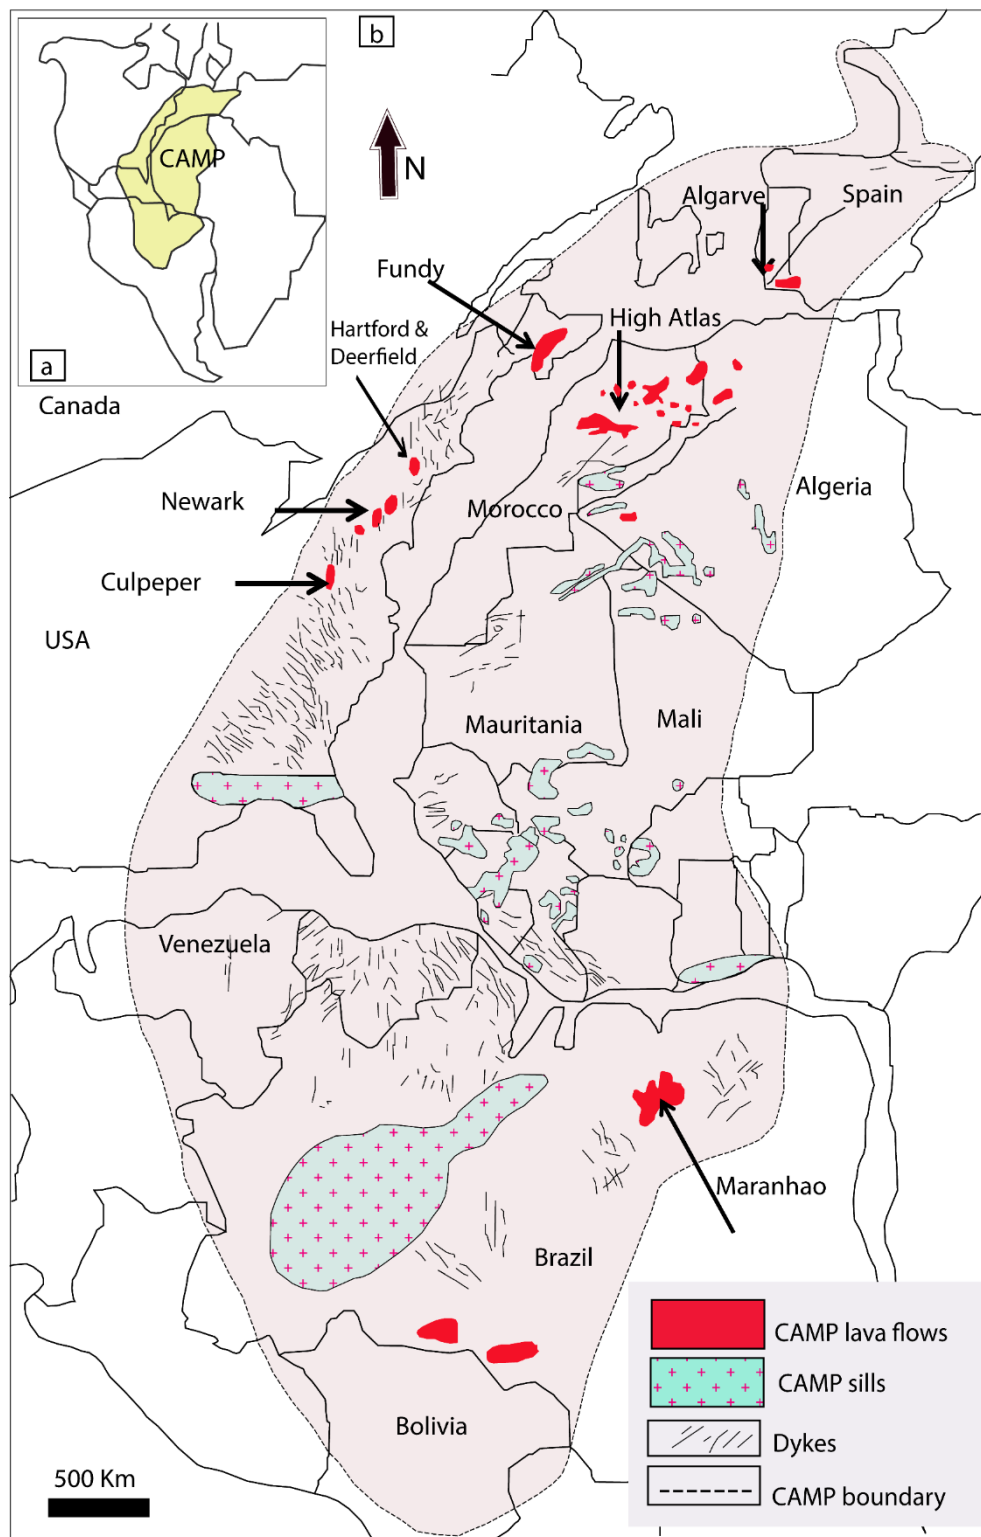 b
CAMP
a
N
Algarve
Spain
Fundy
High Atlas
Hartford &
Deerfield
Canada
Newark
Morocco
Algeria
Culpeper
USA
Mauritania
Mali
Venezuela
Maranhao
Brazil
Bolivia
500 Km
CAMP lava flows
CAMP sills
Dykes
CAMP boundary